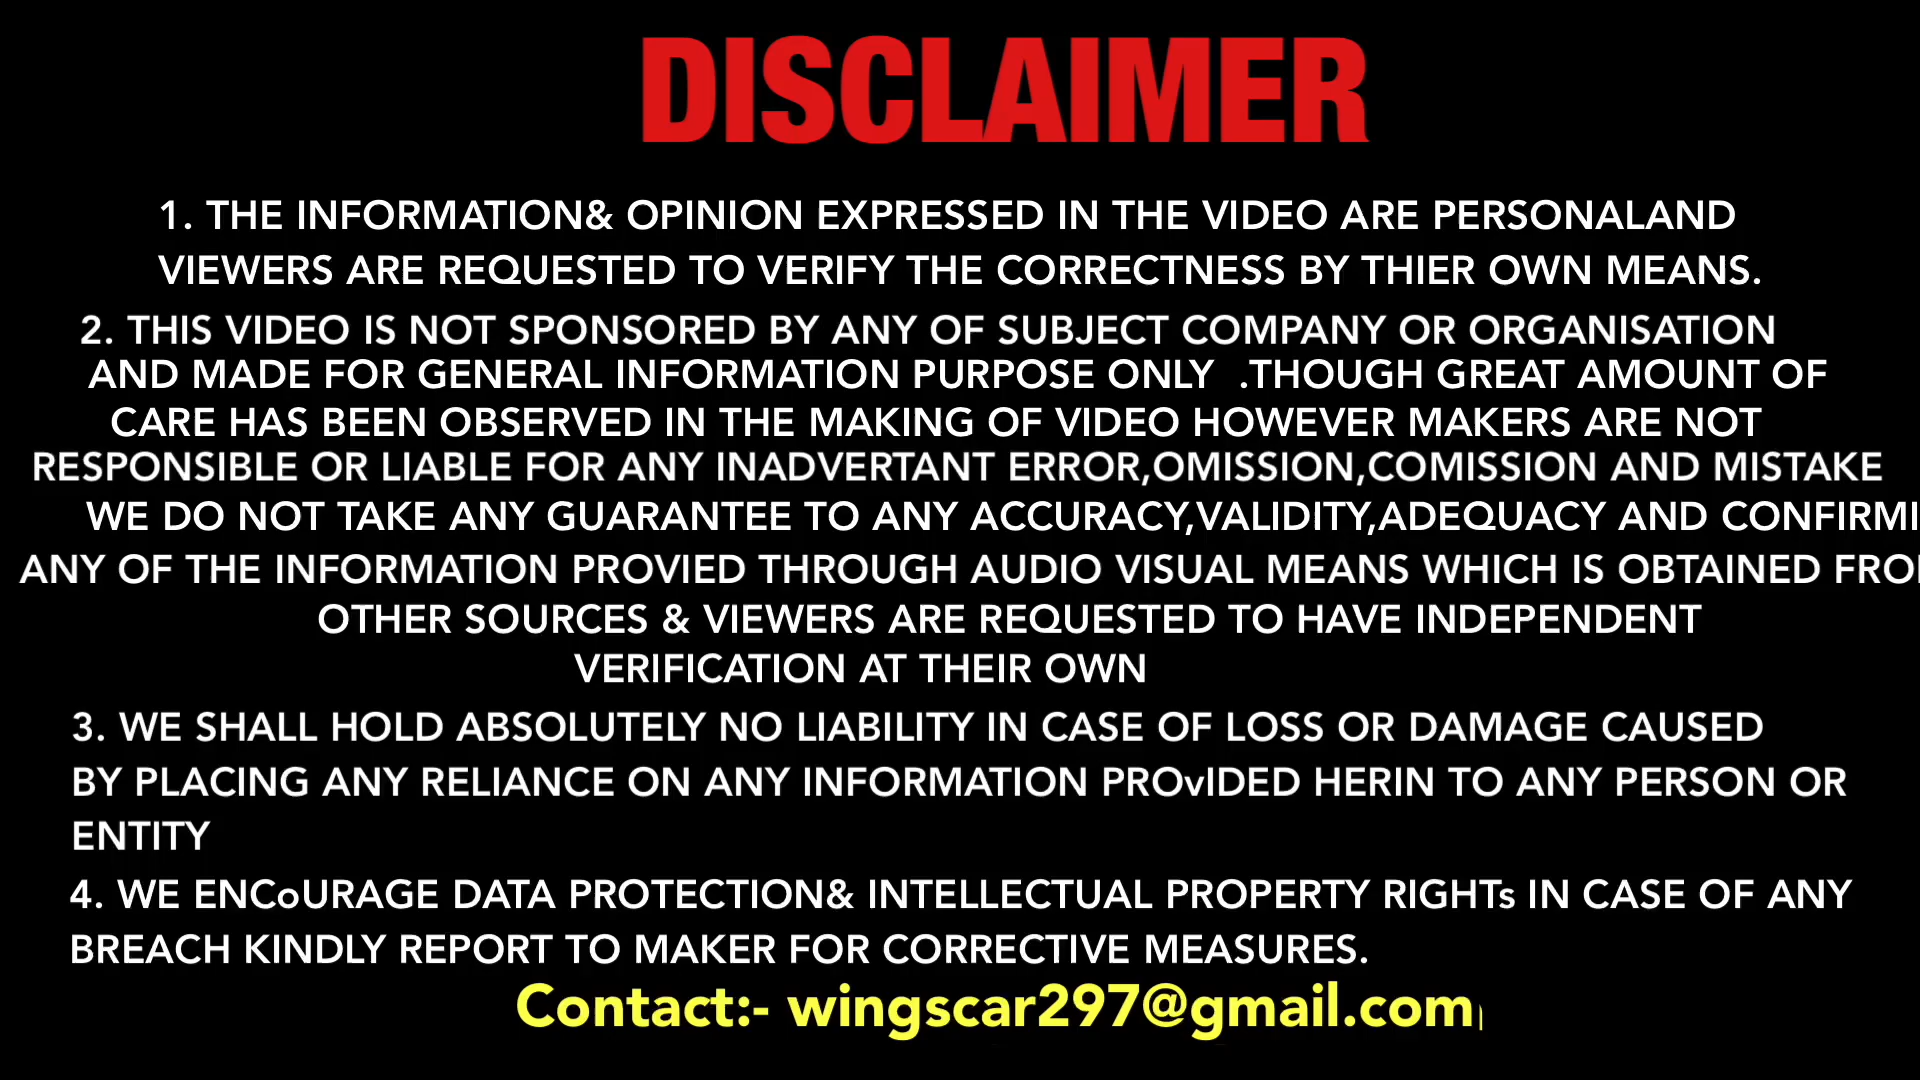 DISCLAIMER
1. THE INFORMATION& OPINION EXPRESSED IN THE VIDEO ARE PERSONALAND
VIEWERS ARE REQUESTED TO VERIFY THE CORRECTNESS BY THIER OWN MEANS.
2. THIS VIDEO IS NOT SPONSORED BY ANY OF SUBJECT COMPANY OR ORGANISATION
AND MADE FOR GENERAL INFORMATION PURPOSE ONLY .THOUGH GREAT AMOUNT OF
CARE HAS BEEN OBSERVED IN THE MAKING OF VIDEO HOWEVER MAKERS ARE NOT
RESPONSIBLE OR LIABLE FOR ANY INADVERTANT ERROR,OMISSION,COMISSION AND MISTAKE
WE DO NOT TAKE ANY GUARANTEE TO ANY ACCURACY,VALIDITY,ADEQUACY AND CONFIRMI
ANY OF THE INFORMATION PROVIED THROUGH AUDIO VISUAL MEANS WHICH IS OBTAINED
OTHER SOURCES & VIEWERS ARE REQUESTED TO HAVE INDEPENDENT
VERIFICATION AT THEIR OWN
3. WE SHALL HOLD ABSOLUTELY NO LIABILITY IN CASE OF LOSS OR DAMAGE CAUSED
BY PLACING ANY RELIANCE ON ANY INFORMATION PROvIDED HERIN TO ANY PERSON OR
ENTITY
4. WE ENCoURAGE DATA PROTECTION& INTELLECTUAL PROPERTY RIGHTs IN CASE OF ANY
BREACH KINDLY REPORT TO MAKER FOR CORRECTIVE MEASURES.
Contact:- wingscar297@gmail.com